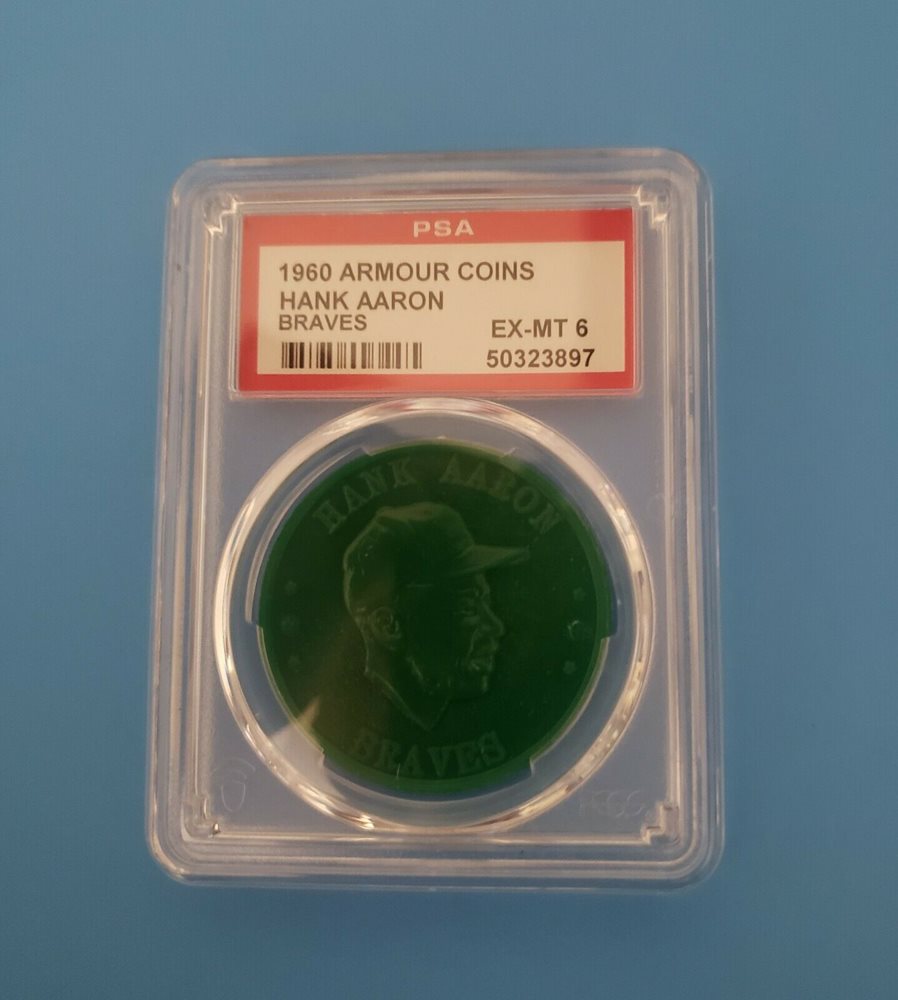 PSA
1960 ARMOUR COINS
HANK AARON
BRAVES
EX-MT 6
50323897
HANK AARON
BRAVES